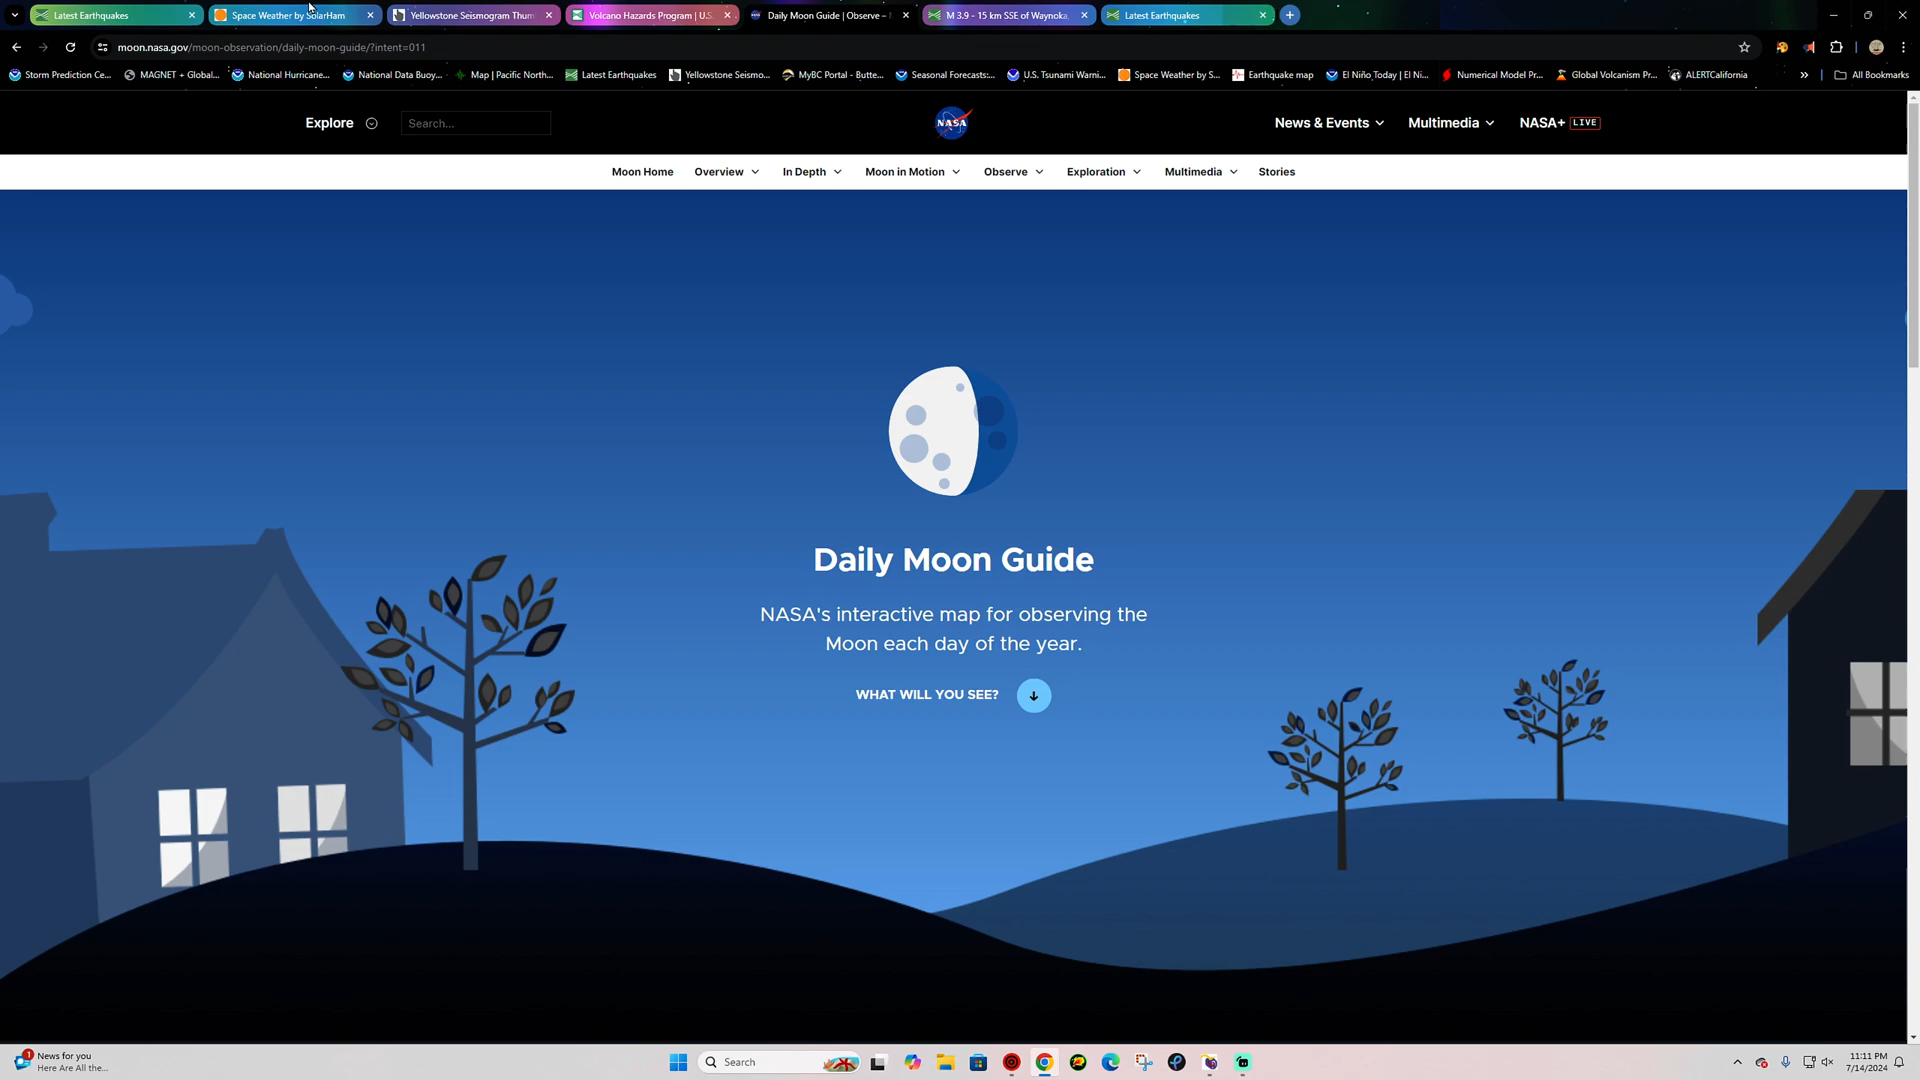 Latest Earthquakes
Space Weather by SolarHam
Yellowstone Seismogram Thum
Volcano Hazards Program | U.S.
Daily Moon Guide | Observe –
M 3.9 - 15 km SSE of Waynoka,
Latest Earthquakes
moon.nasa.gov/moon-observation/daily-moon-guide/?intent=011
Storm Prediction Ce...
MAGNET + Global...
National Hurricane...
National Data Buoy...
Map | Pacific North...
Latest Earthquakes
Yellowstone Seismo...
MyBC Portal - Butte...
Seasonal Forecasts:...
U.S. Tsunami Warni...
Space Weather by S...
Earthquake map
El Niño Today | El Ni...
Numerical Model Pr...
Global Volcanism Pr...
ALERTCalifornia
All Bookmarks
Explore
Search...
NASA
News & Events
Multimedia
NASA+ LIVE
Moon Home
Overview
In Depth
Moon in Motion
Observe
Exploration
Multimedia
Stories
Daily Moon Guide
NASA's interactive map for observing the
Moon each day of the year.
WHAT WILL YOU SEE?
1
News for you
Here Are All the...
Search
11:11 PM
7/14/2024